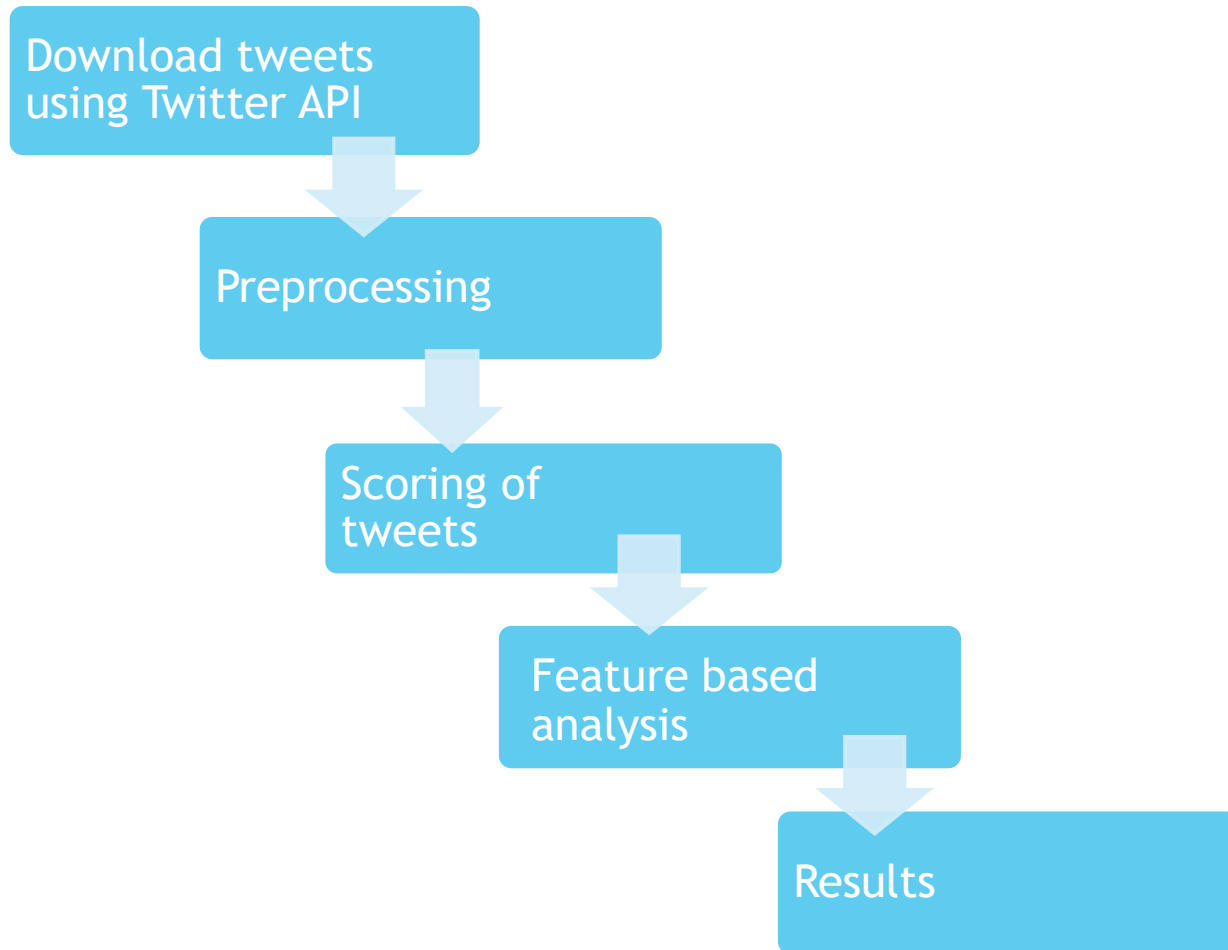 Download tweets
using Twitter API
Preprocessing
Scoring of
tweets
Feature based
analysis
Results